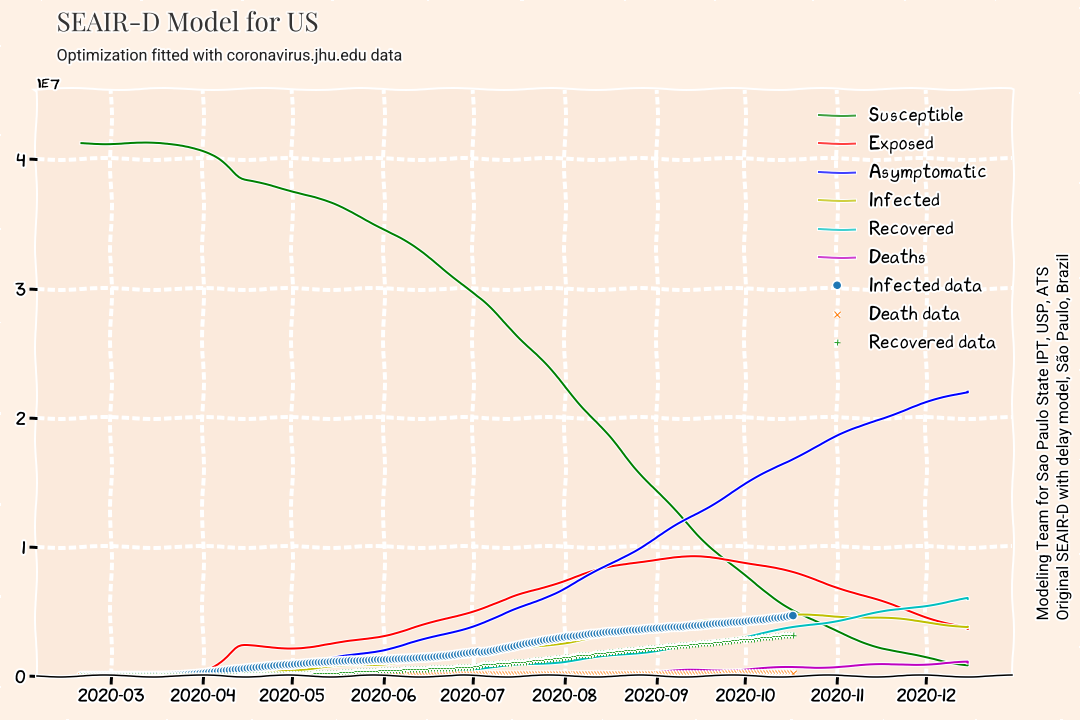 SEAIR-D Model for US
Optimization fitted with coronavirus.jhu.edu data
1E7
4
3
2
1
0
2020-03 2020-04 2020-05 2020-06 2020-07 2020-08 2020-09 2020-10 2020-11 2020-12
Susceptible
Exposed
Asymptomatic
Infected
Recovered
Deaths
Infected data
Death data
Recovered data
Modeling Team for Sao Paulo State IPT, USP, ATS
Original SEAIR-D with delay model, São Paulo, Brazil